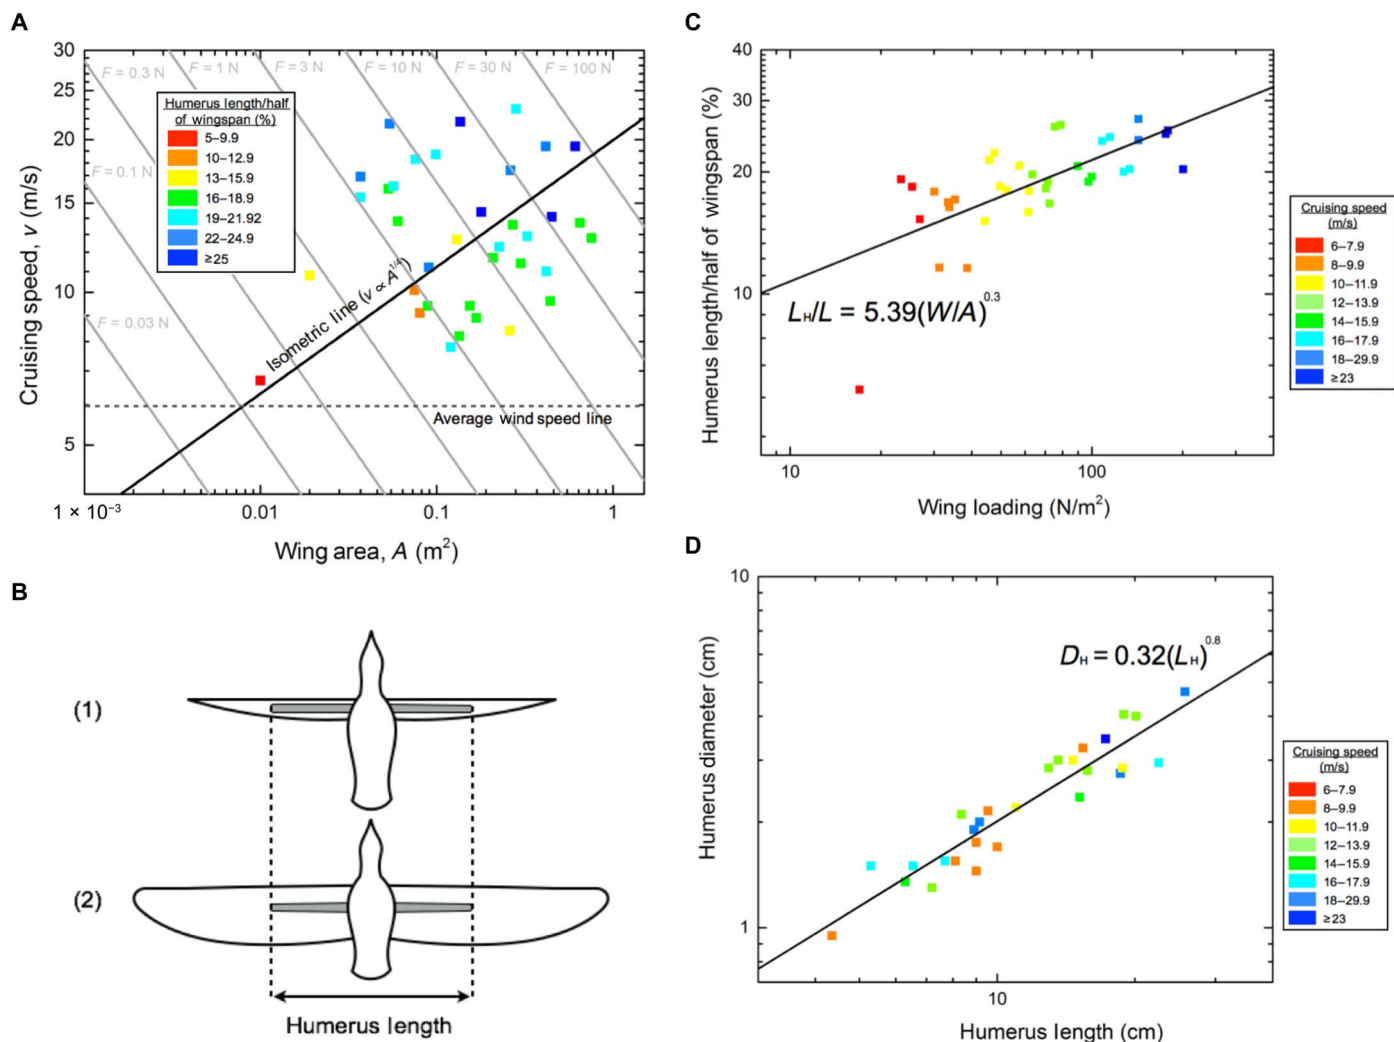 A
30
25
20
15
10
5
Cruising speed, v (m/s)
F = 0.3 N
F = 1 N
F = 3 N
F = 10 N
F = 30 N
F = 100 N
F = 0.1 N
F = 0.03 N
Humerus length/half
of wingspan (%)
5–9.9
10–12.9
13–15.9
16–18.9
19–21.92
22–24.9
≥25
Isometric line (v ∝ A^1/4)
Average wind speed line
1 × 10⁻³
0.01
0.1
1
Wing area, A (m²)
B
(1)
(2)
Humerus length
C
40
30
20
10
Humerus length/half of wingspan (%)
L_H/L = 5.39(W/A)^0.3
10
100
Wing loading (N/m²)
Cruising speed
(m/s)
6–7.9
8–9.9
10–11.9
12–13.9
14–15.9
16–17.9
18–29.9
≥23
D
10
1
Humerus diameter (cm)
D_H = 0.32(L_H)^0.8
10
Humerus length (cm)
Cruising speed
(m/s)
6–7.9
8–9.9
10–11.9
12–13.9
14–15.9
16–17.9
18–29.9
≥23